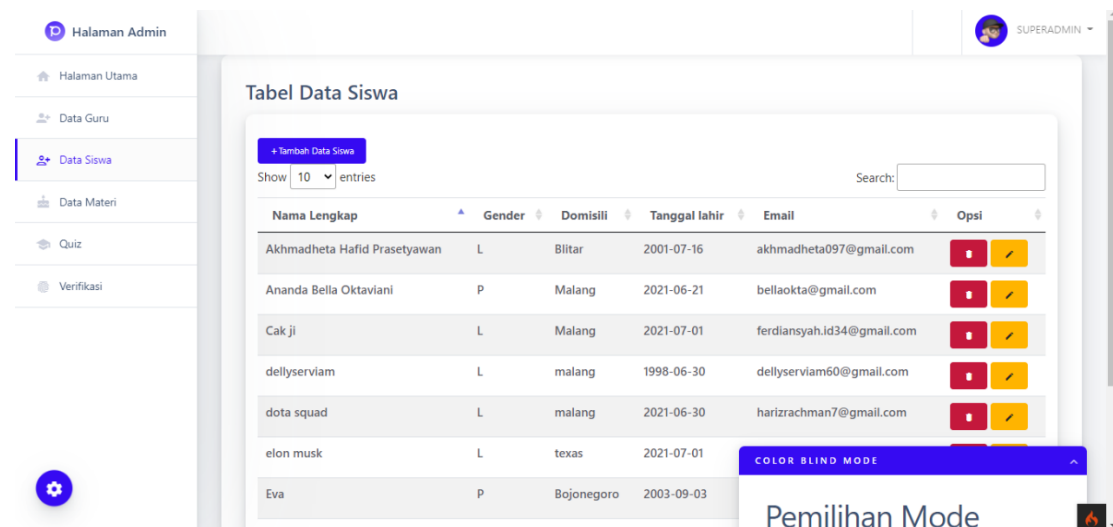 Halaman Admin
SUPERADMIN
Halaman Utama
Data Guru
Data Siswa
Data Materi
Quiz
Verifikasi
Tabel Data Siswa
+ Tambah Data Siswa
Show 10 entries
Search:
Nama Lengkap Gender Domisili Tanggal lahir Email Opsi
Akhmadheta Hafid Prasetyawan L Blitar 2001-07-16 akhmadheta097@gmail.com
Ananda Bella Oktaviani P Malang 2021-06-21 bellaokta@gmail.com
Cak ji L Malang 2021-07-01 ferdiansyah.id34@gmail.com
dellyserviam L malang 1998-06-30 dellyserviam60@gmail.com
dota squad L malang 2021-06-30 harizrachman7@gmail.com
elon musk L texas 2021-07-01
Eva P Bojonegoro 2003-09-03
COLOR BLIND MODE
Pemilihan Mode